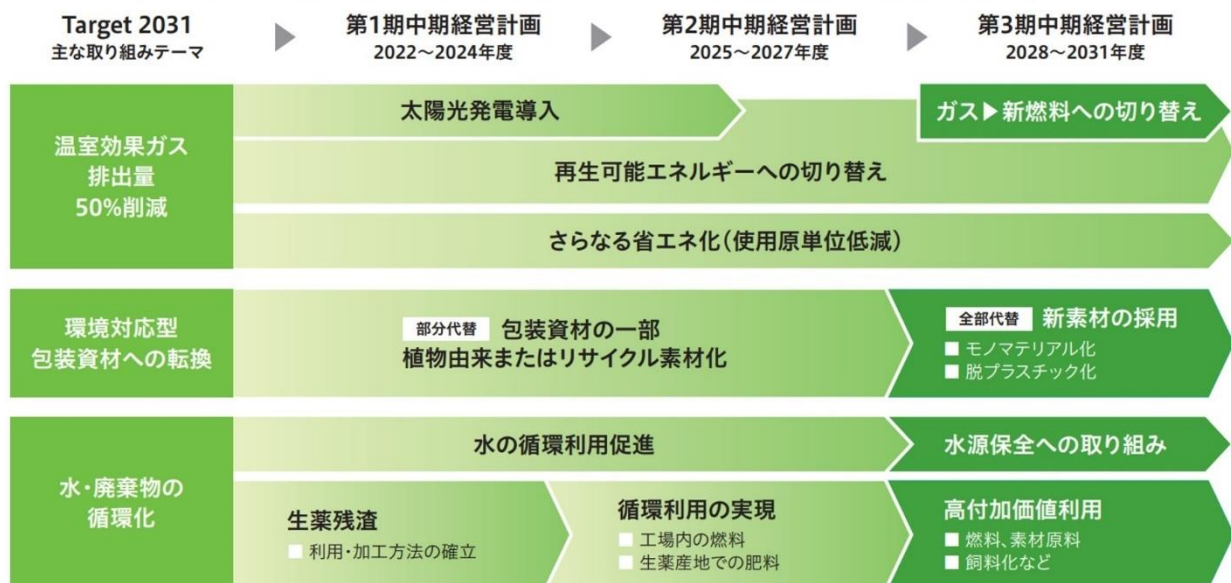 Target 2031
主な取り組みテーマ
第1期中期経営計画
2022～2024年度
第2期中期経営計画
2025～2027年度
第3期中期経営計画
2028～2031年度
温室効果ガス
排出量
50%削減
太陽光発電導入
ガス▶新燃料への切り替え
再生可能エネルギーへの切り替え
さらなる省エネ化（使用原単位低減）
環境対応型
包装資材への転換
部分代替 包装資材の一部
植物由来またはリサイクル素材化
全部代替 新素材の採用
■ モノマテリアル化
■ 脱プラスチック化
水・廃棄物の
循環化
水の循環利用促進
水源保全への取り組み
生薬残渣
■ 利用・加工方法の確立
循環利用の実現
■ 工場内の燃料
■ 生薬産地での肥料
高付加価値利用
■ 燃料、素材原料
■ 飼料化など